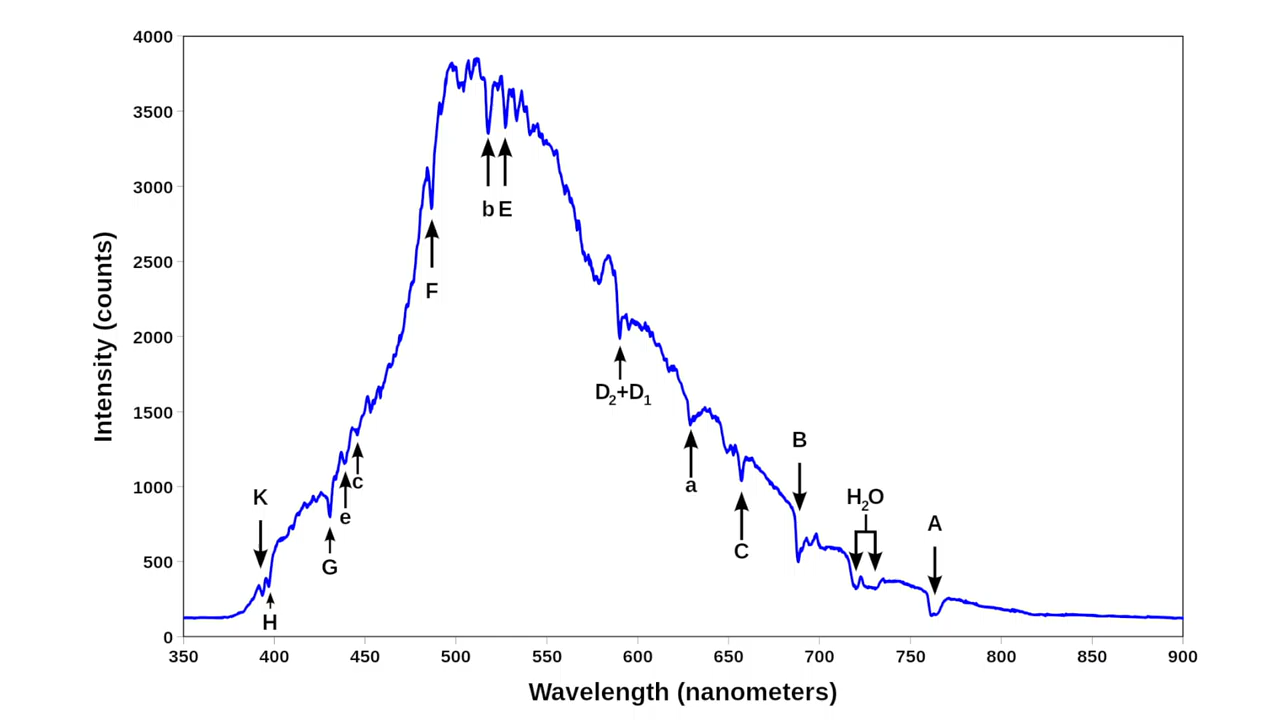 4000
3500
3000
2500
2000
1500
1000
500
0
Intensity (counts)
350 400 450 500 550 600 650 700 750 800 850 900
Wavelength (nanometers)
K
H
G
e
c
F
b E
D₂+D₁
a
C
B
H₂O
A